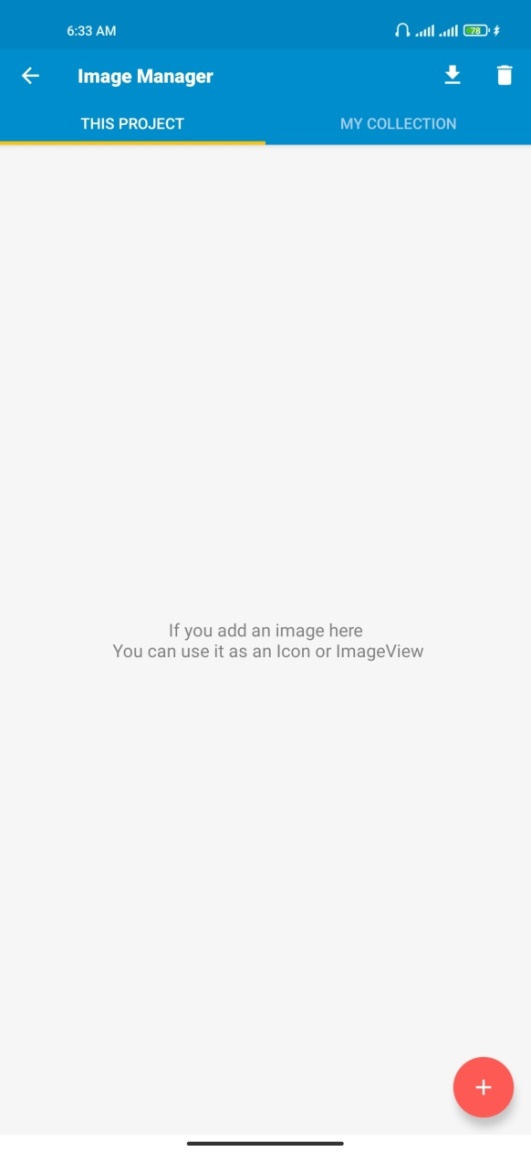 6:33 AM
78
Image Manager
THIS PROJECT
MY COLLECTION
If you add an image here
You can use it as an Icon or ImageView